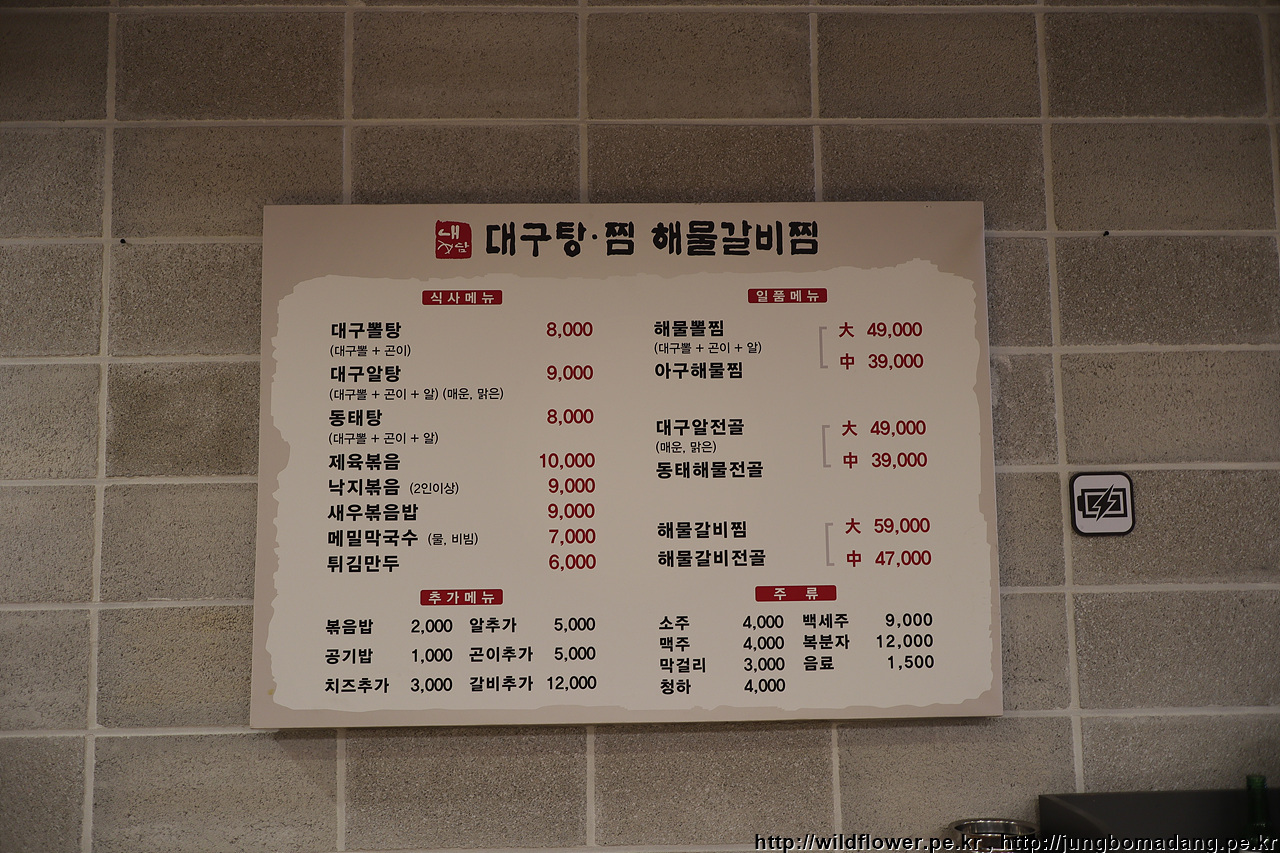 대구탕·찜 해물갈비찜
식사메뉴
대구뽈탕 8,000
(대구뽈 + 곤이)
대구알탕 9,000
(대구뽈 + 곤이 + 알) (매운, 맑은)
동태탕 8,000
(대구뽈 + 곤이 + 알)
제육볶음 10,000
낙지볶음 (2인이상) 9,000
새우볶음밥 9,000
메밀막국수 (물, 비빔) 7,000
튀김만두 6,000
추가메뉴
볶음밥 2,000 알추가 5,000
공기밥 1,000 곤이추가 5,000
치즈추가 3,000 갈비추가 12,000
일품메뉴
해물뽈찜 大 49,000
(대구뽈 + 곤이 + 알)
아구해물찜 中 39,000
대구알전골 大 49,000
(매운, 맑은)
동태해물전골 中 39,000
해물갈비찜 大 59,000
해물갈비전골 中 47,000
주 류
소주 4,000 백세주 9,000
맥주 4,000 복분자 12,000
막걸리 3,000 음료 1,500
청하 4,000
http://wildflower.pe.kr, http://jungbomadang.pe.kr